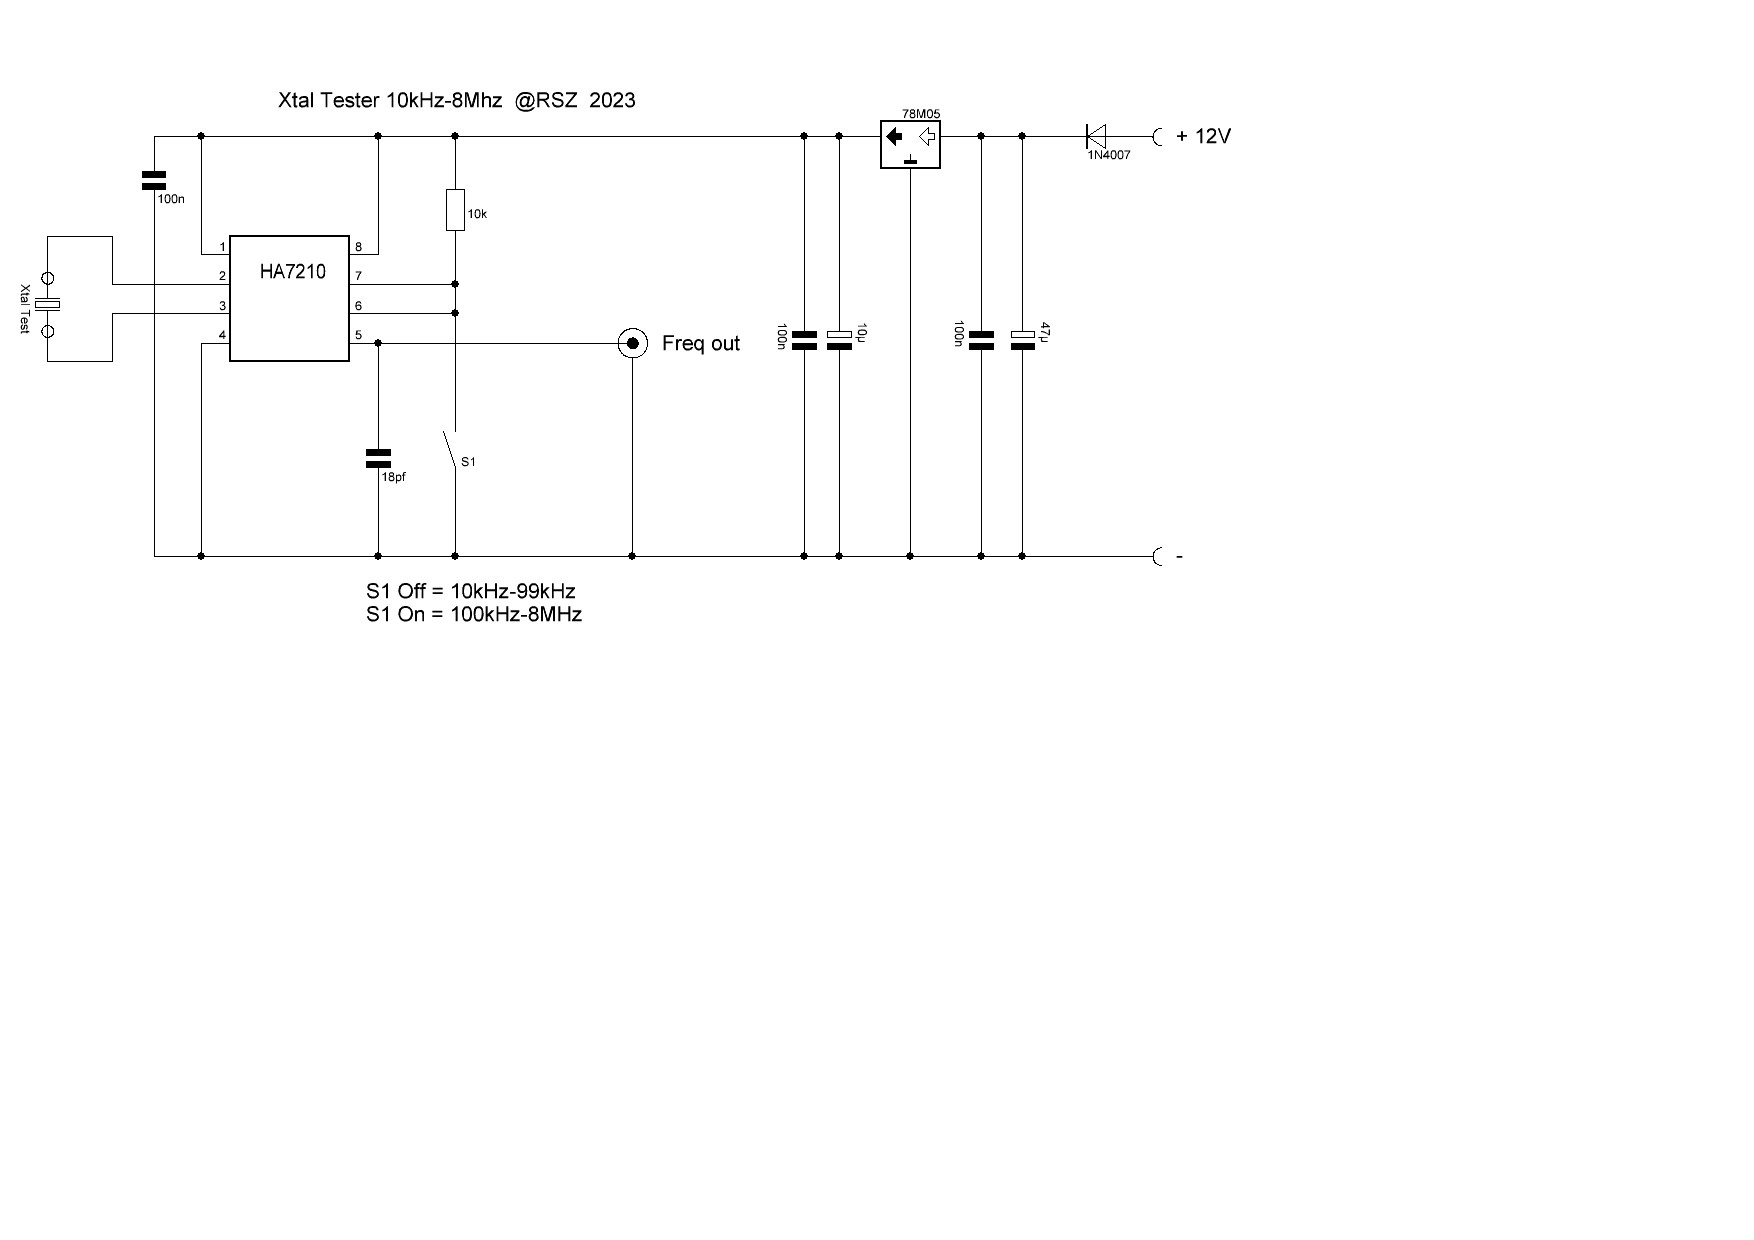 Xtal Tester 10kHz-8Mhz @RSZ 2023
78M05
+ 12V
1N4007
100n
10k
1
8
HA7210
2
7
Xtal Test
3
6
4
5
Freq out
100n
10µ
100n
47µ
S1
18pf
-
S1 Off = 10kHz-99kHz
S1 On = 100kHz-8MHz